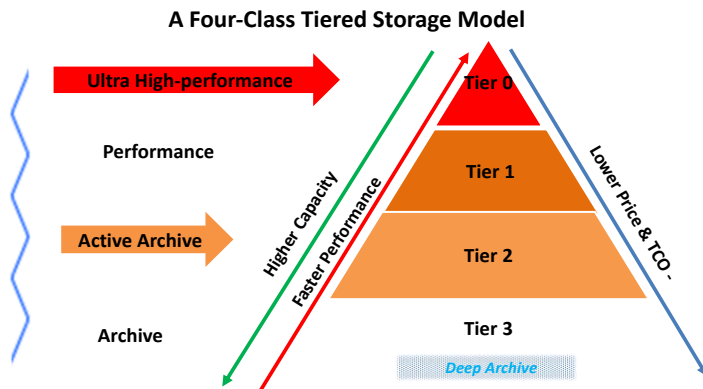 A Four-Class Tiered Storage Model
Ultra High-performance
Tier 0
Performance
Higher Capacity
Faster Performance
Tier 1
Lower Price & TCO -
Active Archive
Tier 2
Archive
Tier 3
Deep Archive